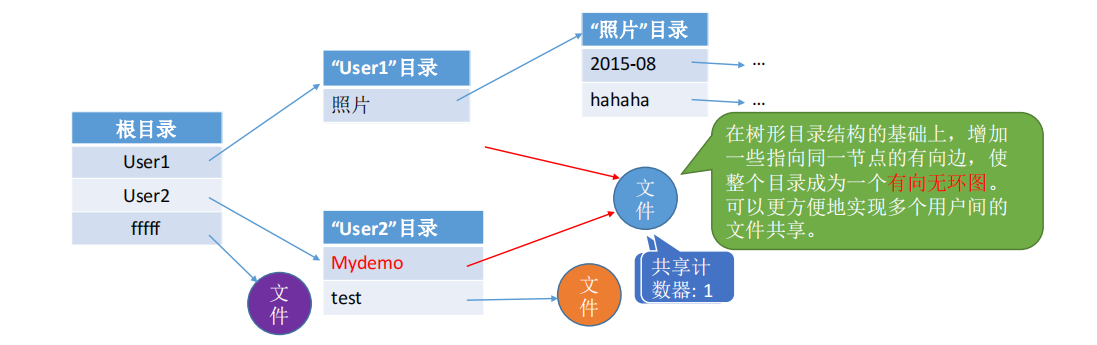 “照片”目录
2015-08
...
hahaha
...
“User1”目录
照片
根目录
User1
User2
fffff
在树形目录结构的基础上，增加
一些指向同一节点的有向边，使
整个目录成为一个有向无环图。
可以更方便地实现多个用户间的
文件共享。
文
件
“User2”目录
Mydemo
test
共享计
数器: 1
文
件
文
件